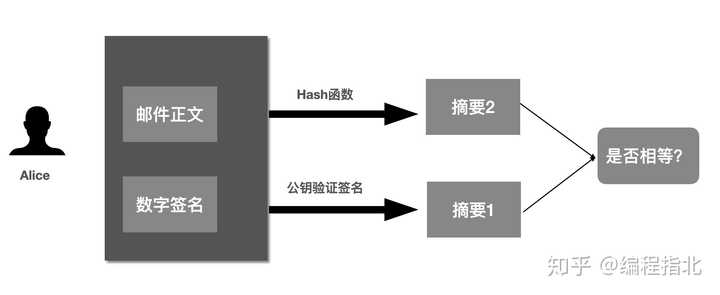 Alice
邮件正文
数字签名
Hash函数
公钥验证签名
摘要2
摘要1
是否相等?
知乎 @编程指北